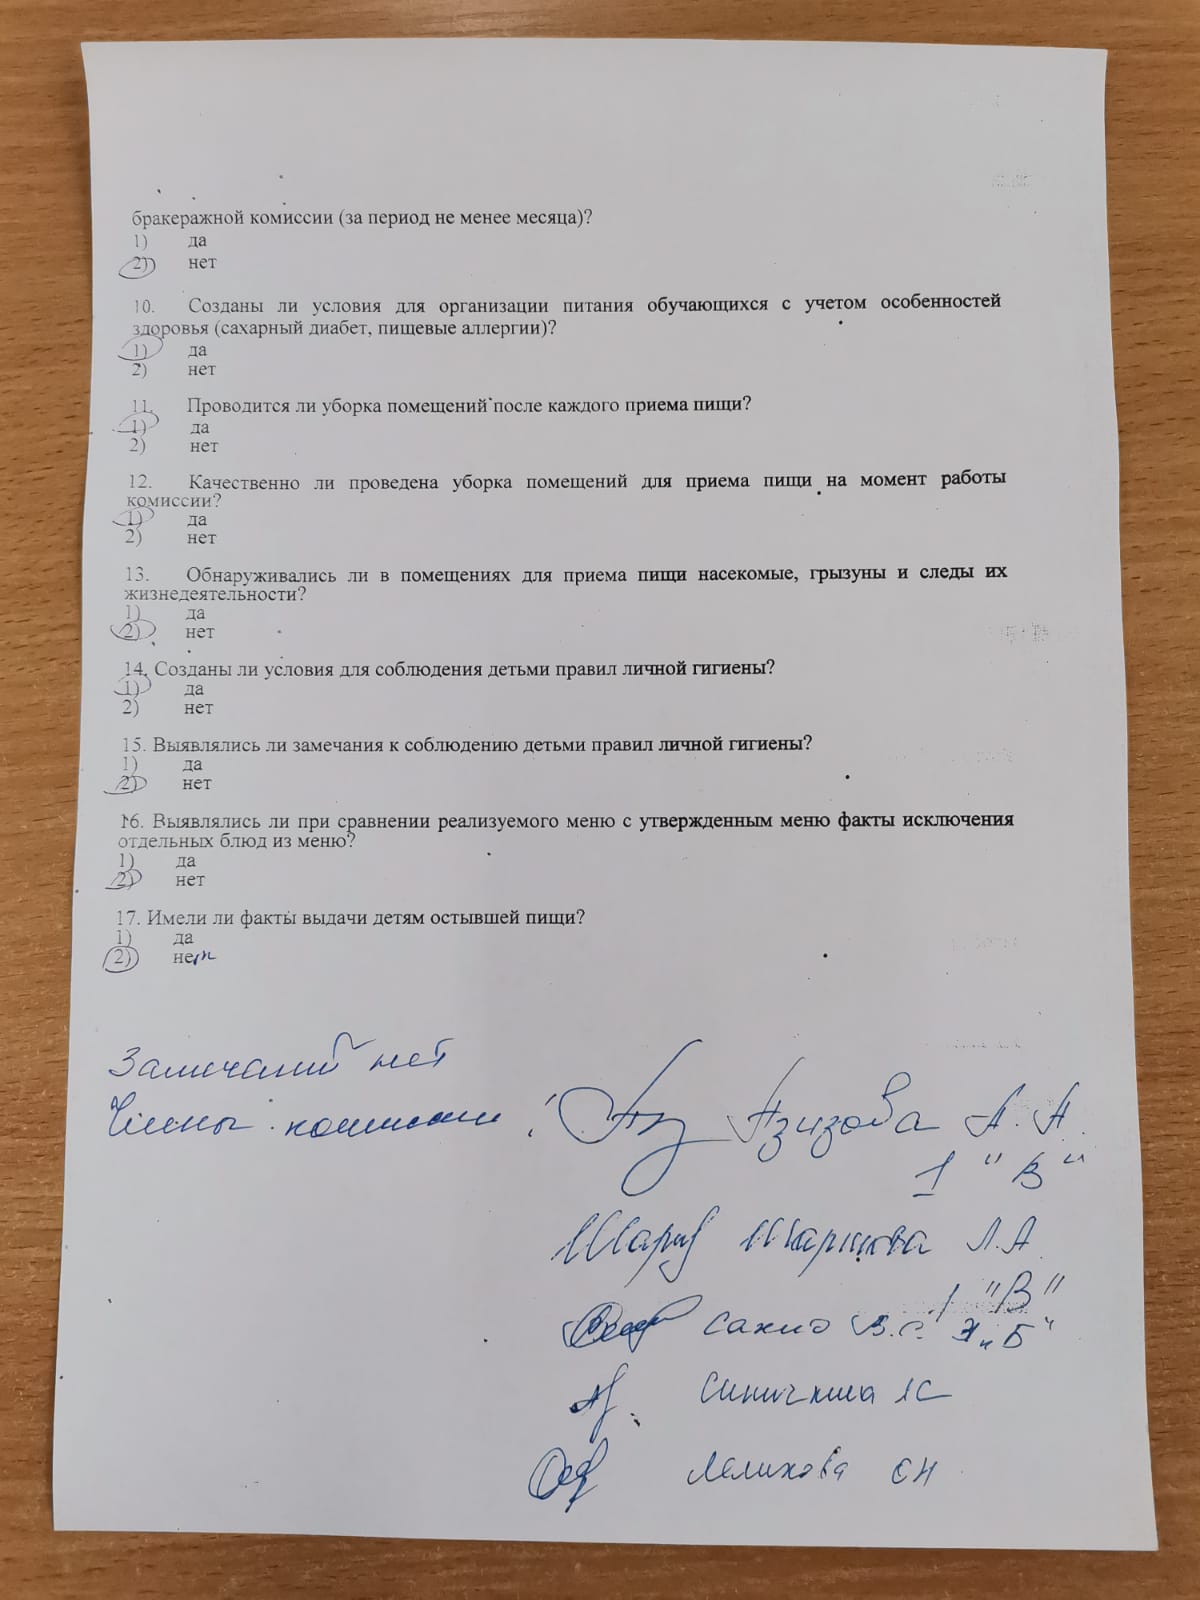 бракеражной комиссии (за период не менее месяца)?
1) да
2) нет
10. Созданы ли условия для организации питания обучающихся с учетом особенностей
здоровья (сахарный диабет, пищевые аллергии)?
1) да
2) нет
11. Проводится ли уборка помещений после каждого приема пищи?
1) да
2) нет
12. Качественно ли проведена уборка помещений для приема пищи на момент работы
комиссии?
1) да
2) нет
13. Обнаруживались ли в помещениях для приема пищи насекомые, грызуны и следы их
жизнедеятельности?
1) да
2) нет
14. Созданы ли условия для соблюдения детьми правил личной гигиены?
1) да
2) нет
15. Выявлялись ли замечания к соблюдению детьми правил личной гигиены?
1) да
2) нет
16. Выявлялись ли при сравнении реализуемого меню с утвержденным меню факты исключения
отдельных блюд из меню?
1) да
2) нет
17. Имели ли факты выдачи детям остывшей пищи?
1) да
2) нет
Замечаний нет
Члены комиссии: Азизова А.А.
1 "В"
Шарикова Л.А
1 "В"
Сахно В.С. "Б"
Синичкина
Лелихова ЕН